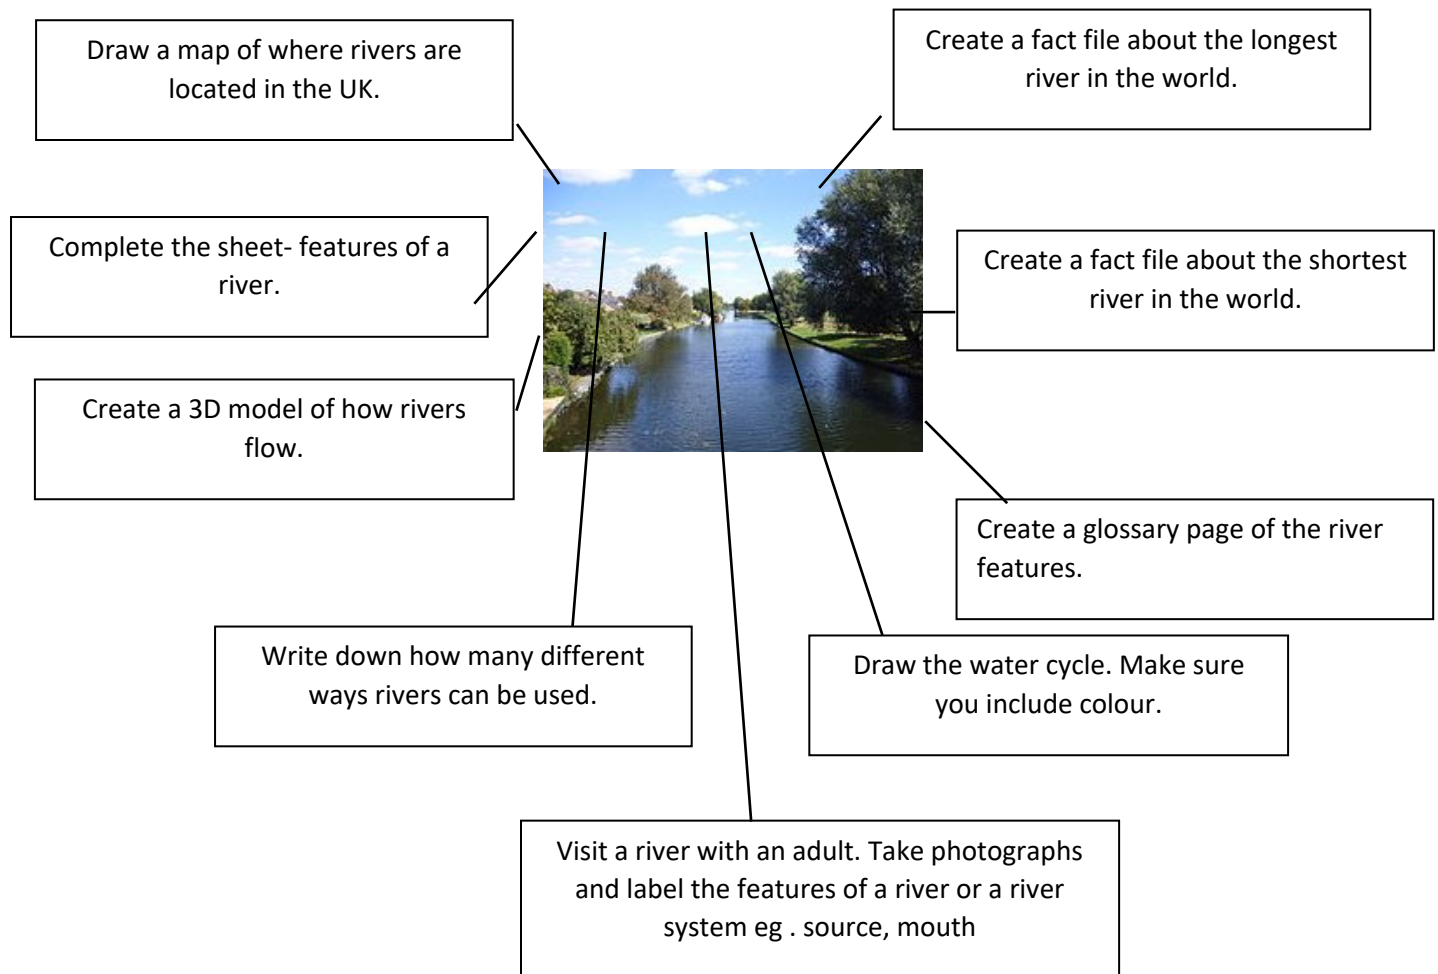 Draw a map of where rivers are
located in the UK.
Create a fact file about the longest
river in the world.
Complete the sheet- features of a
river.
Create a fact file about the shortest
river in the world.
Create a 3D model of how rivers
flow.
Create a glossary page of the river
features.
Write down how many different
ways rivers can be used.
Draw the water cycle. Make sure
you include colour.
Visit a river with an adult. Take photographs
and label the features of a river or a river
system eg . source, mouth